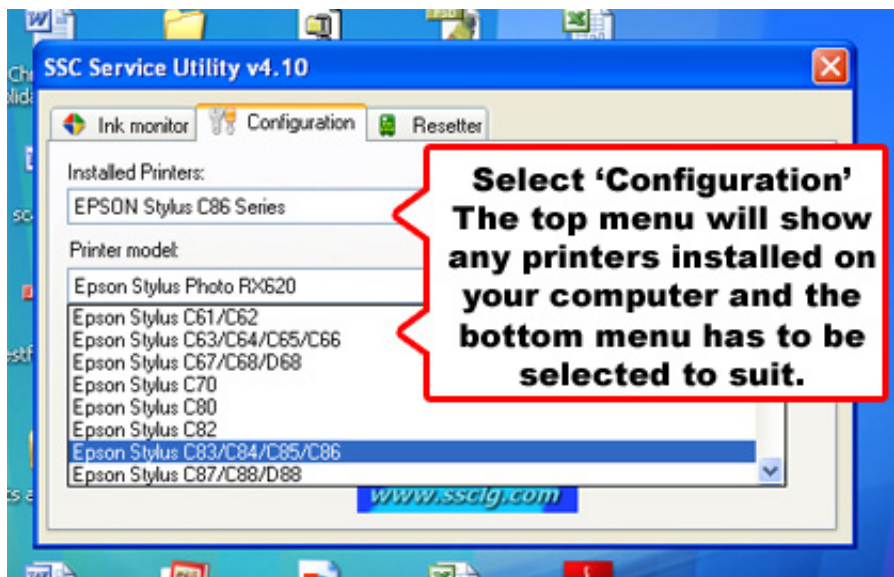 SSC Service Utility v4.10
Ink monitor Configuration Resetter
Installed Printers:
EPSON Stylus C86 Series
Printer model:
Epson Stylus Photo RX620
Epson Stylus C61/C62
Epson Stylus C63/C64/C65/C66
Epson Stylus C67/C68/D68
Epson Stylus C70
Epson Stylus C80
Epson Stylus C82
Epson Stylus C83/C84/C85/C86
Epson Stylus C87/C88/D88
Select ‘Configuration’
The top menu will show
any printers installed on
your computer and the
bottom menu has to be
selected to suit.
www.ssclg.com